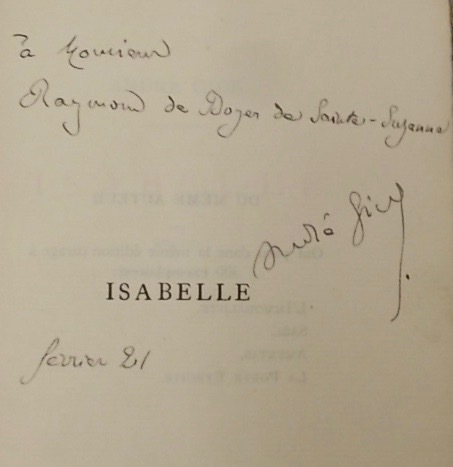 à Monsieur
Raymond de Boyer de Sainte-Suzanne
André Gide
ISABELLE
février 21
DU MÊME AUTEUR